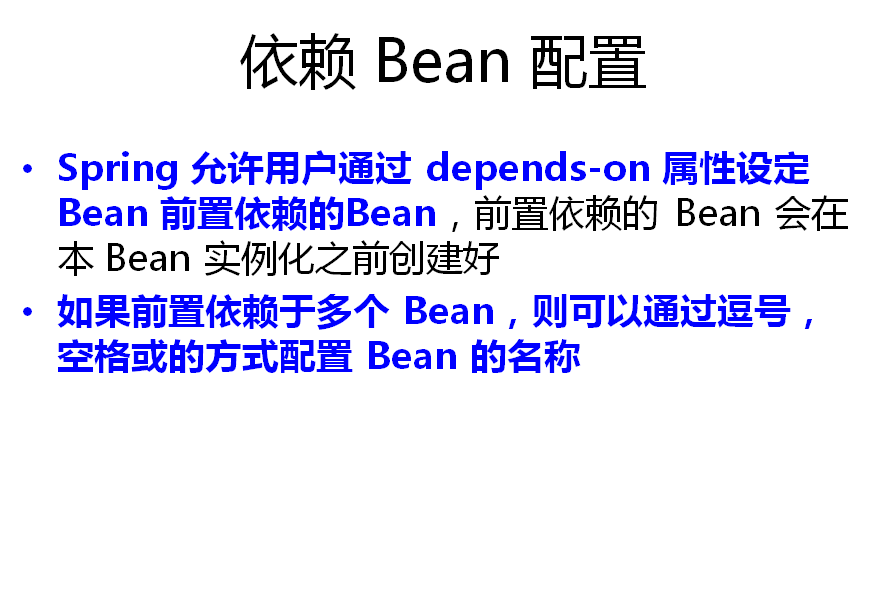 依赖 Bean 配置
• Spring 允许用户通过 depends-on 属性设定
Bean 前置依赖的Bean，前置依赖的 Bean 会在
本 Bean 实例化之前创建好
• 如果前置依赖于多个 Bean，则可以通过逗号，
空格或的方式配置 Bean 的名称